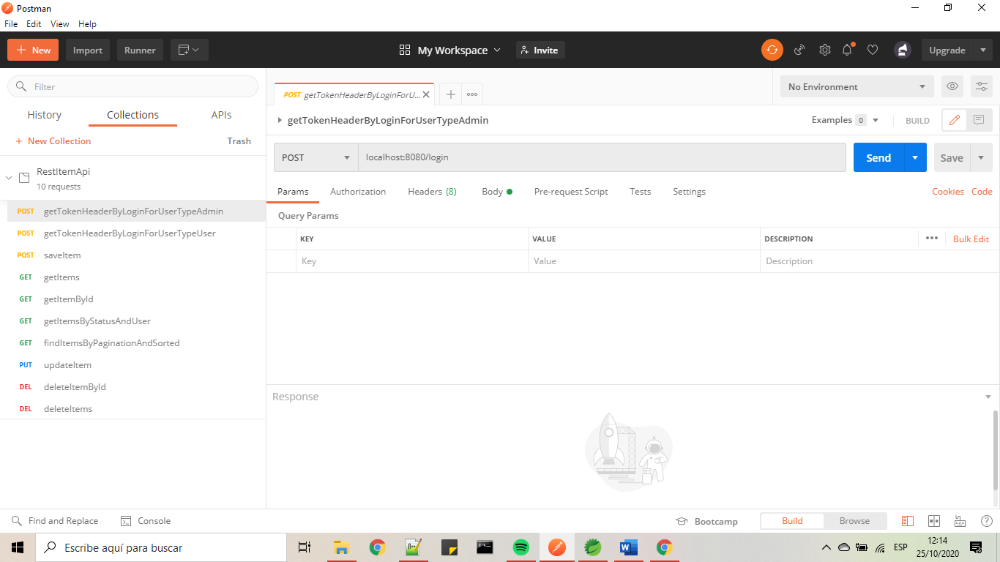 Postman
File Edit View Help
New Import Runner My Workspace Invite Upgrade
Filter
History Collections APIs
+ New Collection Trash
RestItemApi
10 requests
POST getTokenHeaderByLoginForUserTypeAdmin
POST getTokenHeaderByLoginForUserTypeUser
POST saveItem
GET getItems
GET getItemById
GET getItemsByStatusAndUser
GET findItemsByPaginationAndSorted
PUT updateItem
DEL deleteItemById
DEL deleteItems
POST getTokenHeaderByLoginForU...
No Environment
getTokenHeaderByLoginForUserTypeAdmin Examples 0 BUILD
POST localhost:8080/login Send Save
Params Authorization Headers (8) Body Pre-request Script Tests Settings Cookies Code
Query Params
KEY VALUE DESCRIPTION Bulk Edit
Key Value Description
Response
Find and Replace Console Bootcamp Build Browse
Escribe aquí para buscar
ESP
12:14
25/10/2020